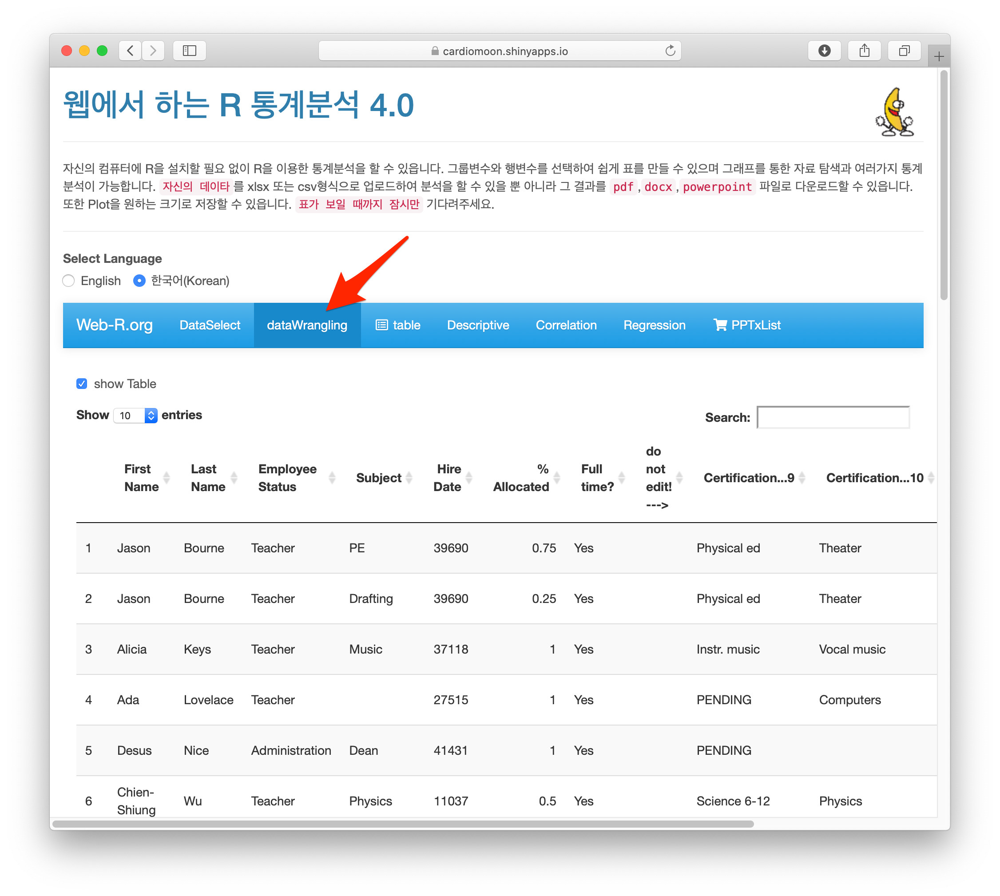 cardiomoon.shinyapps.io
웹에서 하는 R 통계분석 4.0
자신의 컴퓨터에 R을 설치할 필요 없이 R을 이용한 통계분석을 할 수 있읍니다. 그룹변수와 행변수를 선택하여 쉽게 표를 만들 수 있으며 그래프를 통한 자료 탐색과 여러가지 통계
분석이 가능합니다. 자신의 데이타 를 xlsx 또는 csv형식으로 업로드하여 분석을 할 수 있을 뿐 아니라 그 결과를 pdf , docx , powerpoint 파일로 다운로드할 수 있읍니다.
또한 Plot을 원하는 크기로 저장할 수 있읍니다. 표가 보일 때까지 잠시만 기다려주세요.
Select Language
English 한국어(Korean)
Web-R.org DataSelect dataWrangling table Descriptive Correlation Regression PPTxList
show Table
Show 10 entries Search:
First Name Last Name Employee Status Subject Hire Date % Allocated Full time? do not edit! ---> Certification...9 Certification...10
1 Jason Bourne Teacher PE 39690 0.75 Yes Physical ed Theater
2 Jason Bourne Teacher Drafting 39690 0.25 Yes Physical ed Theater
3 Alicia Keys Teacher Music 37118 1 Yes Instr. music Vocal music
4 Ada Lovelace Teacher 27515 1 Yes PENDING Computers
5 Desus Nice Administration Dean 41431 1 Yes PENDING
6 Chien-Shiung Wu Teacher Physics 11037 0.5 Yes Science 6-12 Physics